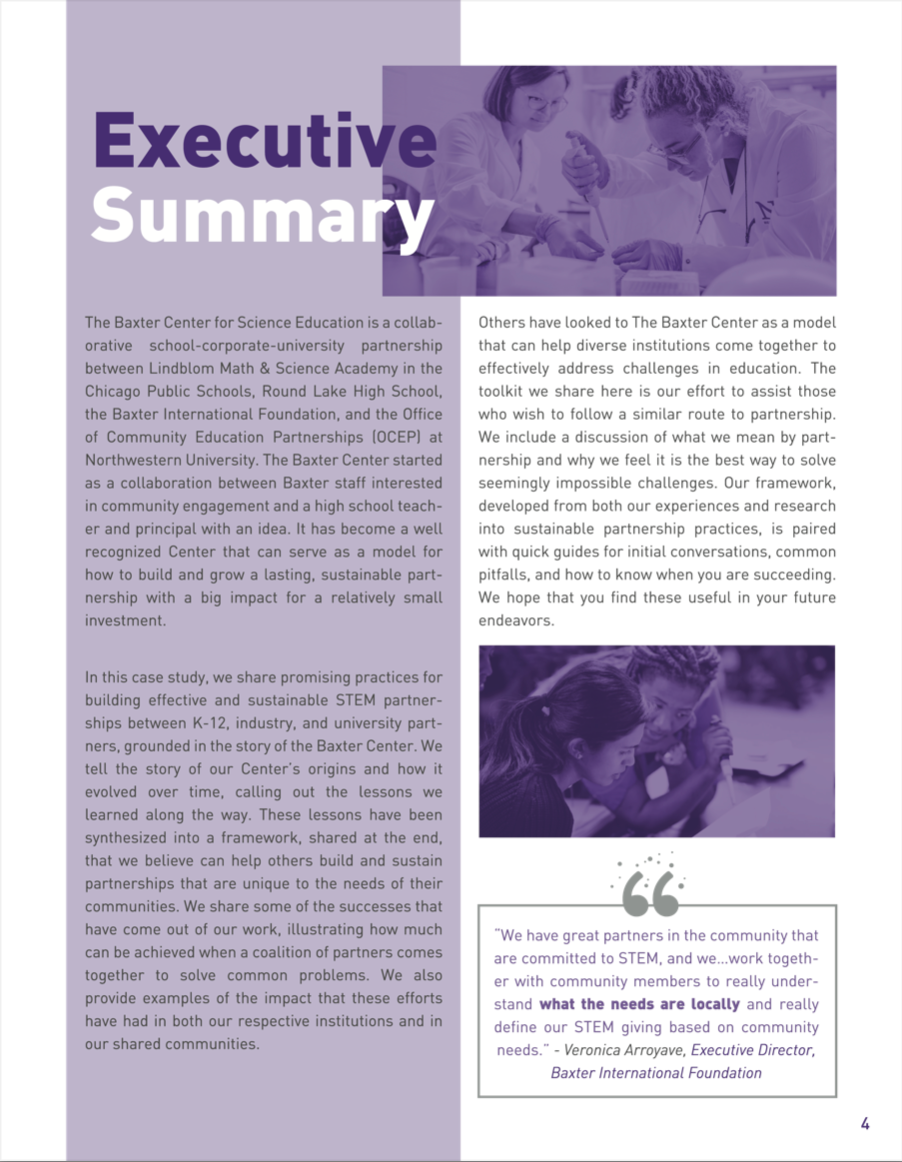 Executive
Summary
The Baxter Center for Science Education is a collab-
orative school-corporate-university partnership
between Lindblom Math & Science Academy in the
Chicago Public Schools, Round Lake High School,
the Baxter International Foundation, and the Office
of Community Education Partnerships (OCEP) at
Northwestern University. The Baxter Center started
as a collaboration between Baxter staff interested
in community engagement and a high school teach-
er and principal with an idea. It has become a well
recognized Center that can serve as a model for
how to build and grow a lasting, sustainable part-
nership with a big impact for a relatively small
investment.
In this case study, we share promising practices for
building effective and sustainable STEM partner-
ships between K-12, industry, and university part-
ners, grounded in the story of the Baxter Center. We
tell the story of our Center's origins and how it
evolved over time, calling out the lessons we
learned along the way. These lessons have been
synthesized into a framework, shared at the end,
that we believe can help others build and sustain
partnerships that are unique to the needs of their
communities. We share some of the successes that
have come out of our work, illustrating how much
can be achieved when a coalition of partners comes
together to solve common problems. We also
provide examples of the impact that these efforts
have had in both our respective institutions and in
our shared communities.
Others have looked to The Baxter Center as a model
that can help diverse institutions come together to
effectively address challenges in education. The
toolkit we share here is our effort to assist those
who wish to follow a similar route to partnership.
We include a discussion of what we mean by part-
nership and why we feel it is the best way to solve
seemingly impossible challenges. Our framework,
developed from both our experiences and research
into sustainable partnership practices, is paired
with quick guides for initial conversations, common
pitfalls, and how to know when you are succeeding.
We hope that you find these useful in your future
endeavors.
“
"We have great partners in the community that
are committed to STEM, and we...work togeth-
er with community members to really under-
stand what the needs are locally and really
define our STEM giving based on community
needs." - Veronica Arroyave, Executive Director,
Baxter International Foundation
4